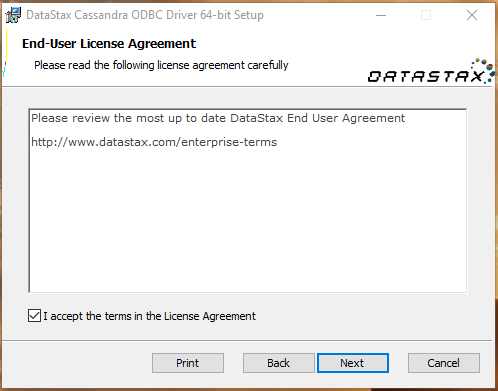 DataStax Cassandra ODBC Driver 64-bit Setup
End-User License Agreement
Please read the following license agreement carefully
DATASTAX
Please review the most up to date DataStax End User Agreement
http://www.datastax.com/enterprise-terms
I accept the terms in the License Agreement
Print Back Next Cancel